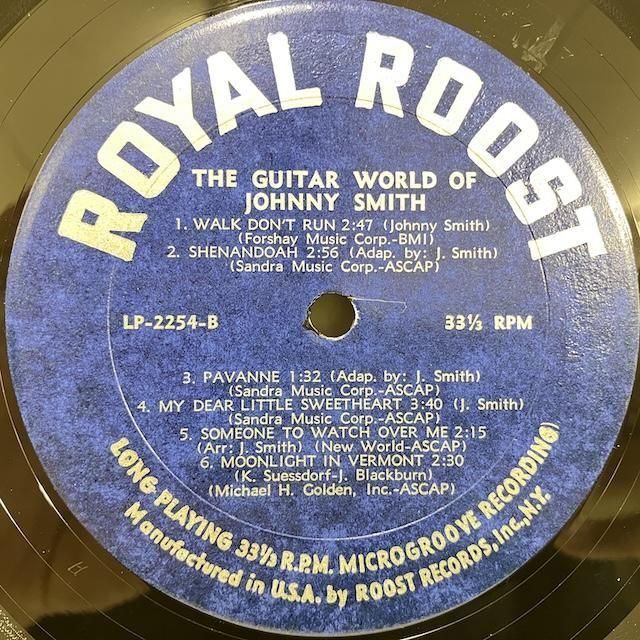 ROYAL ROOST
THE GUITAR WORLD OF
JOHNNY SMITH
1. WALK DON'T RUN 2:47 (Johnny Smith)
(Forshay Music Corp.-BMI)
2. SHENANDOAH 2:56 (Adap. by: J. Smith)
(Sandra Music Corp.-ASCAP)
LP-2254-B
33⅓ RPM
3. PAVANNE 1:32 (Adap. by: J. Smith)
(Sandra Music Corp.-ASCAP)
4. MY DEAR LITTLE SWEETHEART 3:40 (J. Smith)
(Sandra Music Corp.-ASCAP)
5. SOMEONE TO WATCH OVER ME 2:15
(Arr: J. Smith) (New World-ASCAP)
6. MOONLIGHT IN VERMONT 2:30
(K. Suessdorf-J. Blackburn)
(Michael H. Golden, Inc.-ASCAP)
LONG PLAYING 33⅓ R.P.M. MICROGROOVE RECORDING)
Manufactured in U.S.A. by ROOST RECORDS, Inc., N.Y.